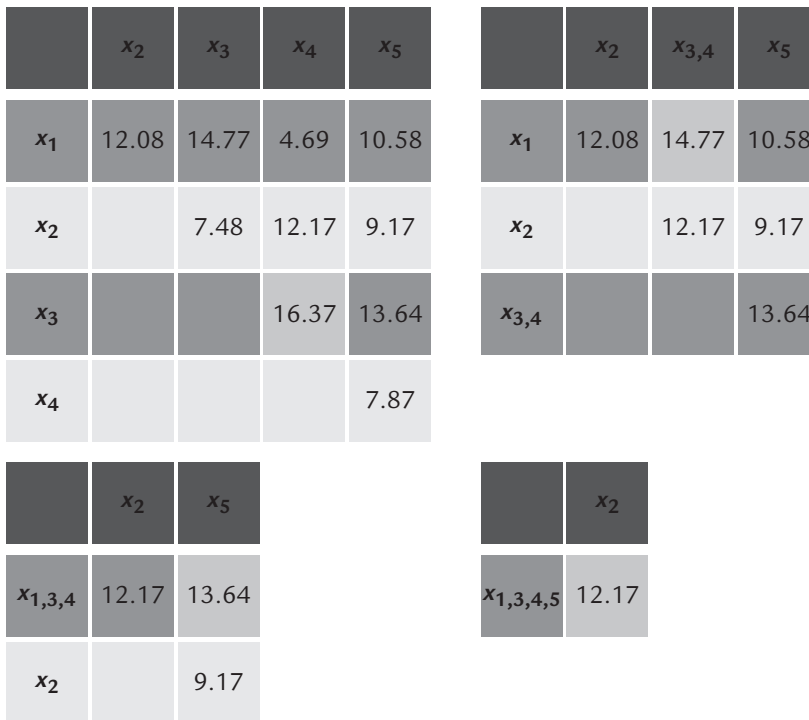 x2 x3 x4 x5
x1 12.08 14.77 4.69 10.58
x2 7.48 12.17 9.17
x3 16.37 13.64
x4 7.87
x2 x3,4 x5
x1 12.08 14.77 10.58
x2 12.17 9.17
x3,4 13.64
x2 x5
x1,3,4 12.17 13.64
x2 9.17
x2
x1,3,4,5 12.17